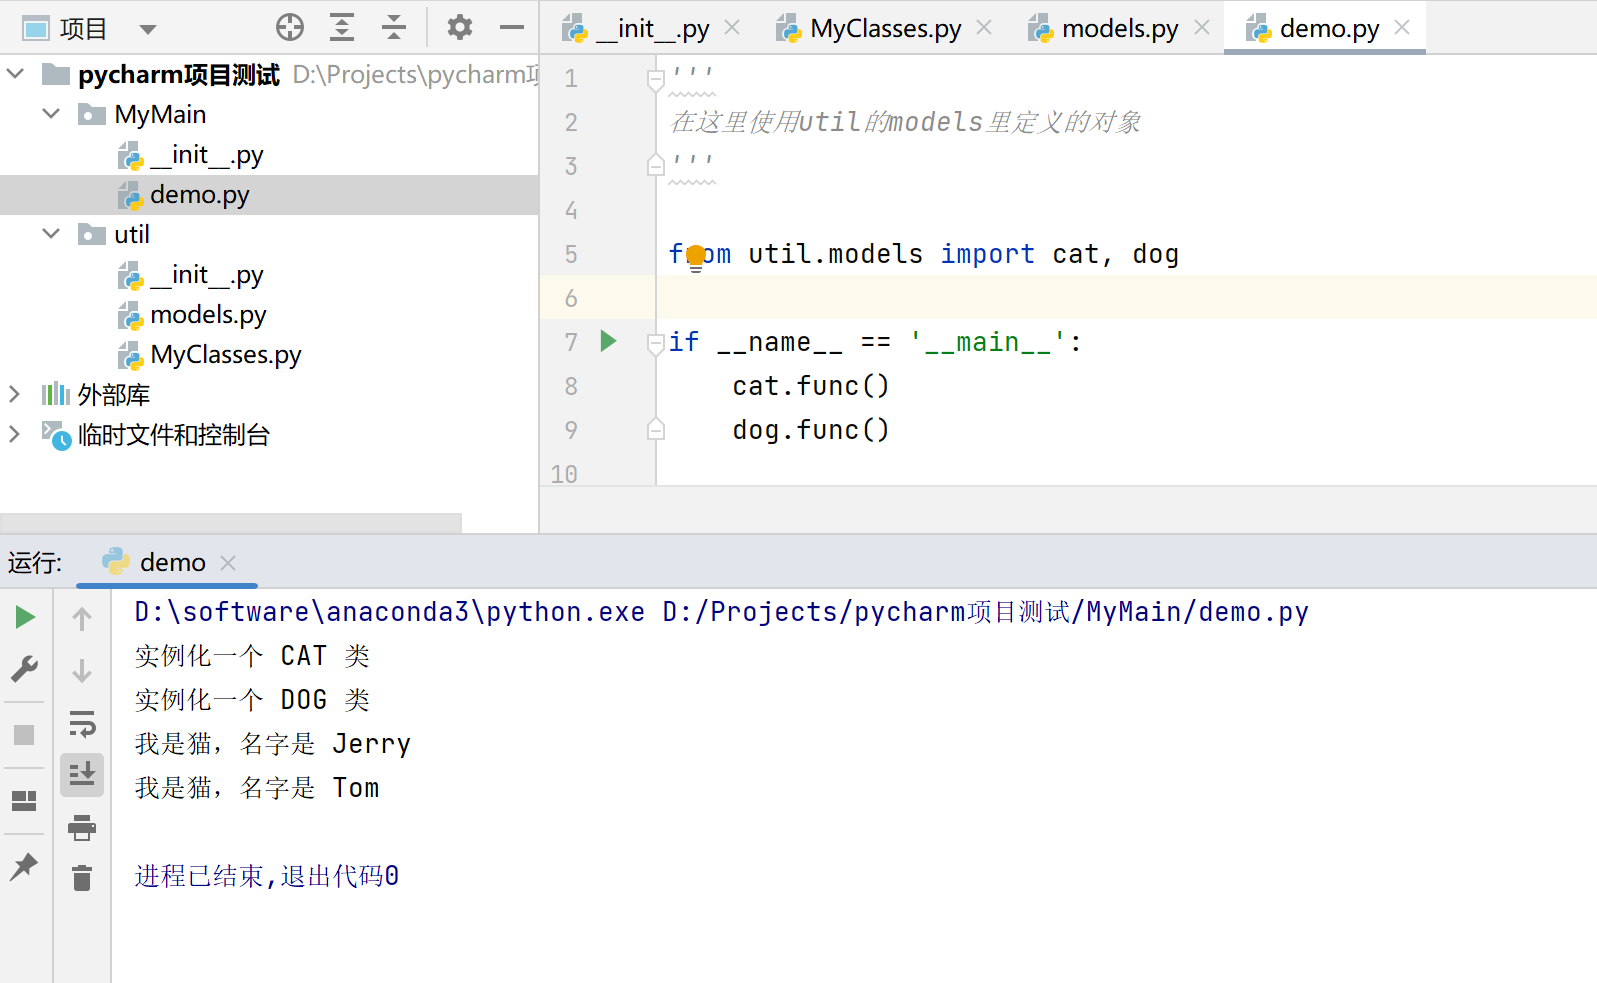 项目
__init__.py
MyClasses.py
models.py
demo.py
pycharm项目测试 D:\Projects\pycharm项
MyMain
__init__.py
demo.py
util
__init__.py
models.py
MyClasses.py
外部库
临时文件和控制台
1 '''
2 在这里使用util的models里定义的对象
3 '''
4
5 from util.models import cat, dog
6
7 if __name__ == '__main__':
8 cat.func()
9 dog.func()
10
运行: demo
D:\software\anaconda3\python.exe D:/Projects/pycharm项目测试/MyMain/demo.py
实例化一个 CAT 类
实例化一个 DOG 类
我是猫，名字是 Jerry
我是猫，名字是 Tom
进程已结束,退出代码0